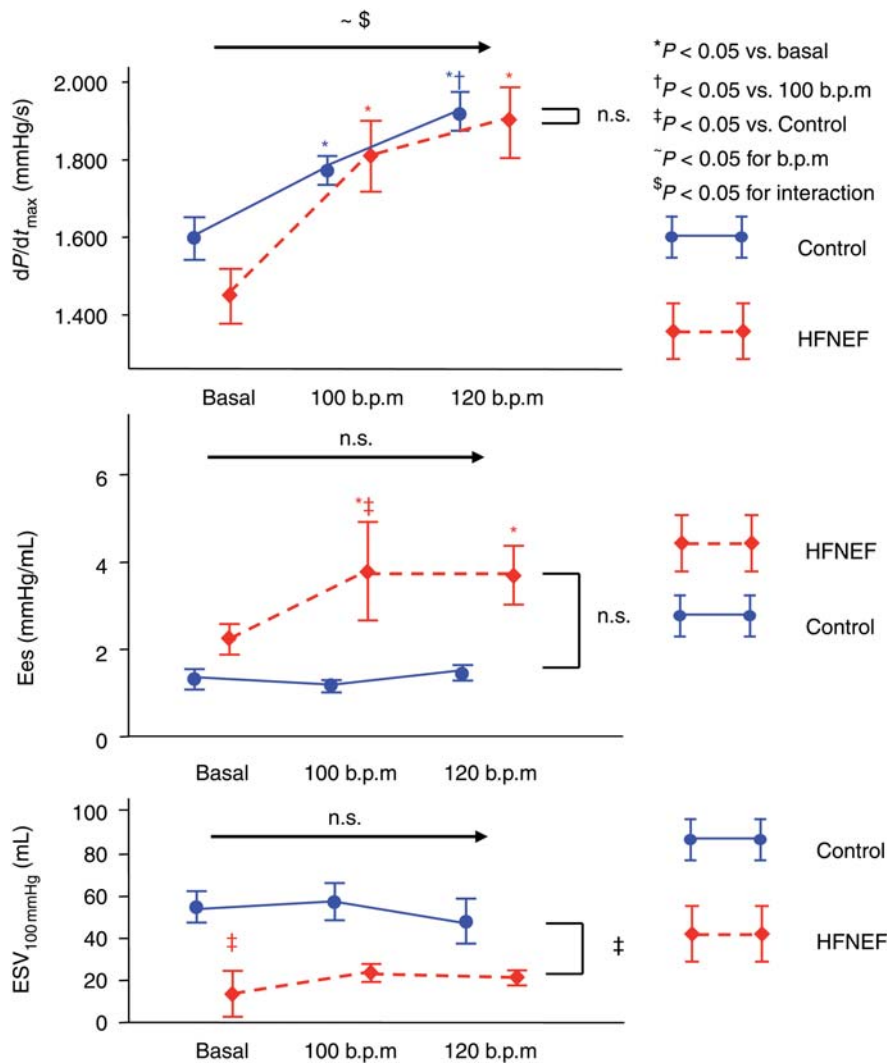 ~ $
2.000
1.800
1.600
1.400
dP/dt max (mmHg/s)
*
*
*‡
*
n.s.
*P < 0.05 vs. basal
†P < 0.05 vs. 100 b.p.m
‡P < 0.05 vs. Control
~P < 0.05 for b.p.m
$P < 0.05 for interaction
Control
HFNEF
Basal 100 b.p.m 120 b.p.m
n.s.
6
4
2
0
Ees (mmHg/mL)
*‡
*
n.s.
HFNEF
Control
Basal 100 b.p.m 120 b.p.m
n.s.
100
80
60
40
20
0
ESV100 mmHg (mL)
‡
‡
Control
HFNEF
Basal 100 b.p.m 120 b.p.m